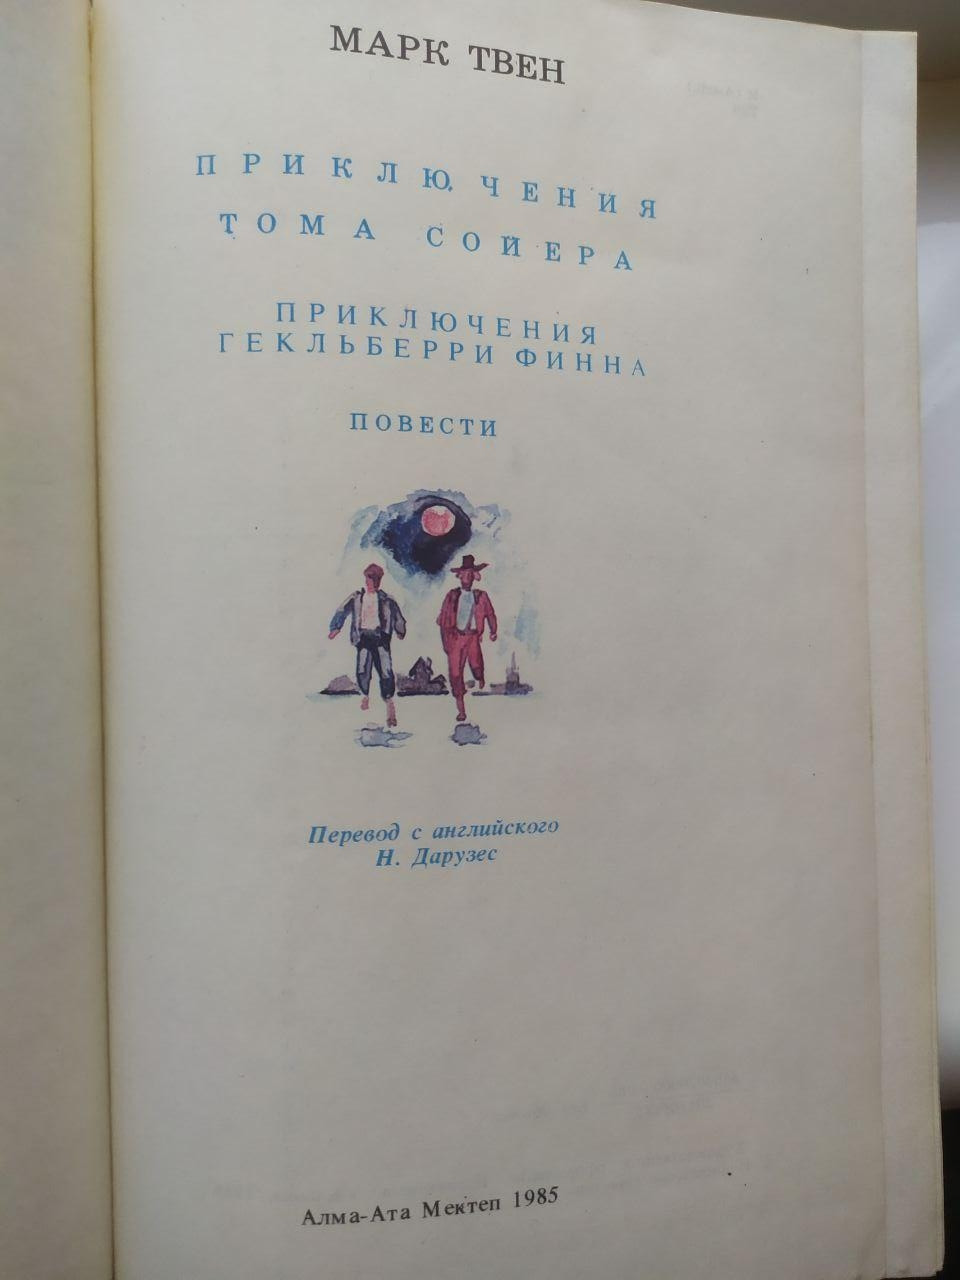 МАРК ТВЕН
ПРИКЛЮЧЕНИЯ
ТОМА СОЙЕРА
ПРИКЛЮЧЕНИЯ
ГЕКЛЬБЕРРИ ФИННА
ПОВЕСТИ
Перевод с английского
Н. Дарузес
Алма-Ата Мектеп 1985